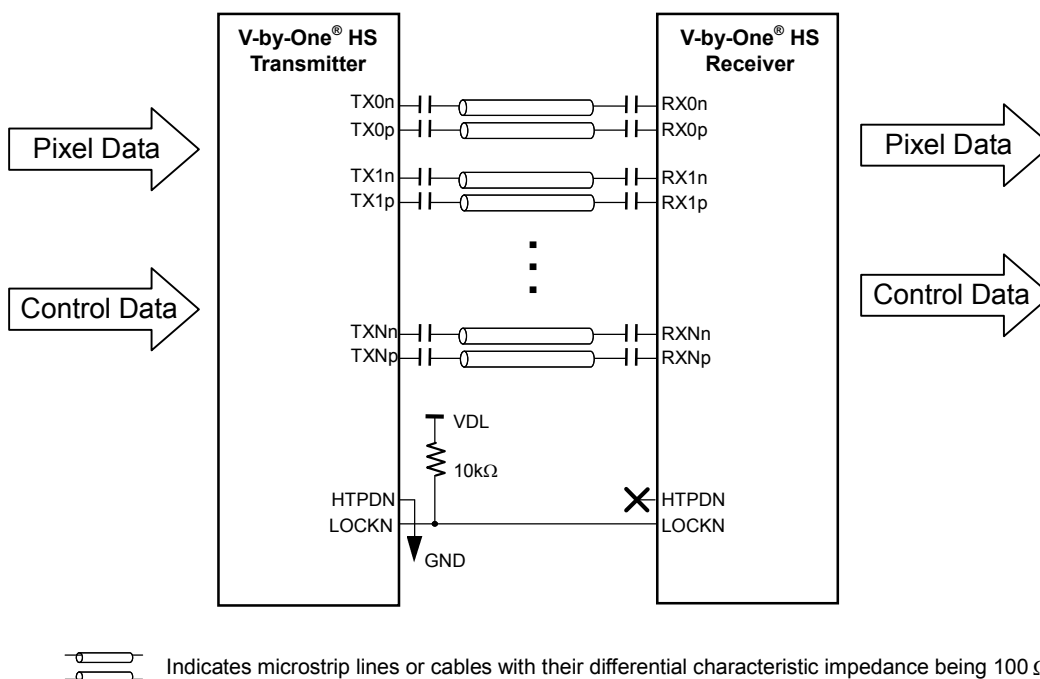 V-by-One® HS
Transmitter
V-by-One® HS
Receiver
TX0n
RX0n
TX0p
RX0p
Pixel Data
Pixel Data
TX1n
RX1n
TX1p
RX1p
Control Data
Control Data
TXNn
RXNn
TXNp
RXNp
VDL
10kΩ
HTPDN
HTPDN
LOCKN
LOCKN
GND
Indicates microstrip lines or cables with their differential characteristic impedance being 100 Ω